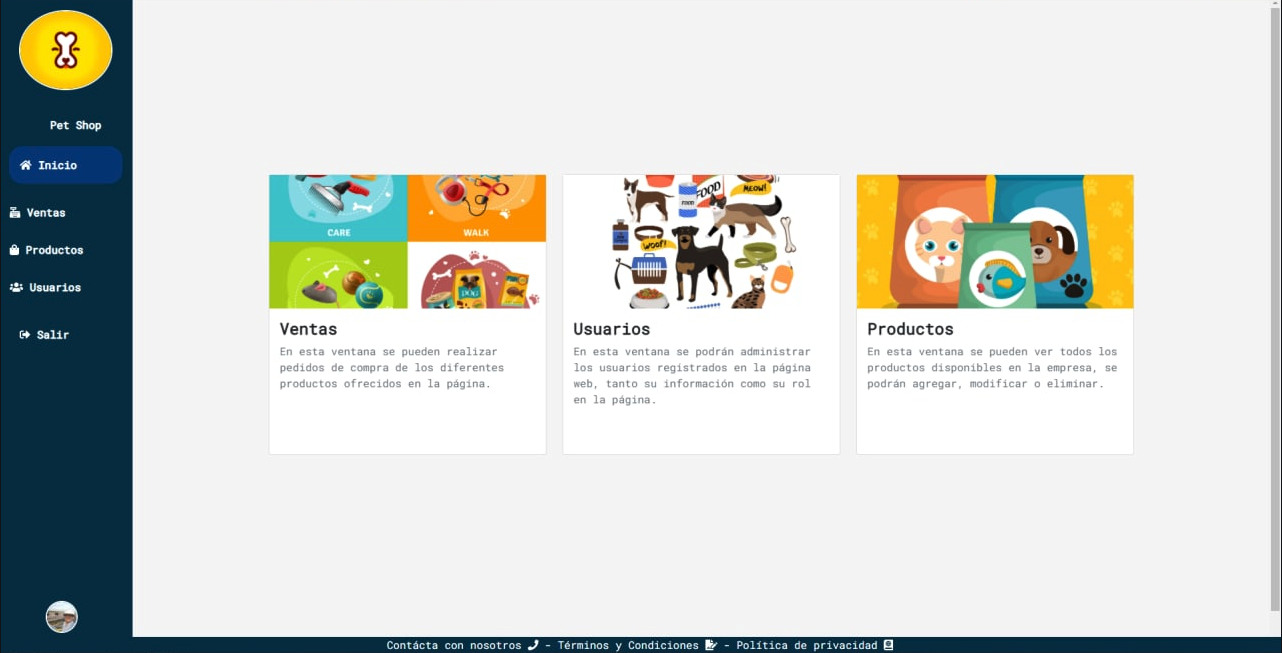 Pet Shop
Inicio
Ventas
Productos
Usuarios
Salir
CARE
WALK
DOG
Ventas
En esta ventana se pueden realizar
pedidos de compra de los diferentes
productos ofrecidos en la página.
FOOD
MEOW!
FOOD
WOOF!
Usuarios
En esta ventana se podrán administrar
los usuarios registrados en la página
web, tanto su información como su rol
en la página.
Productos
En esta ventana se pueden ver todos los
productos disponibles en la empresa, se
podrán agregar, modificar o eliminar.
Contácta con nosotros - Términos y Condiciones - Política de privacidad